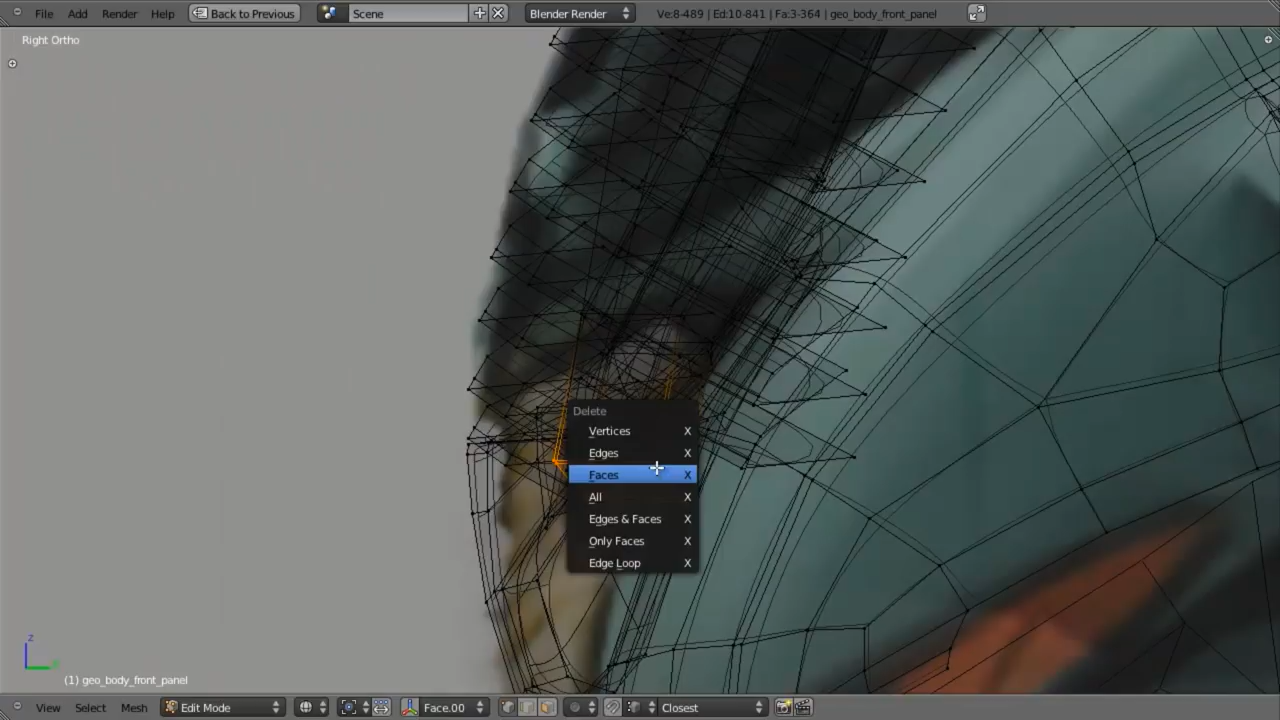 File Add Render Help Back to Previous Scene Blender Render Ve:8-489 | Ed:10-841 | Fa:3-364 | geo_body_front_panel
Right Ortho
Delete
Vertices X
Edges X
Faces X
All X
Edges & Faces X
Only Faces X
Edge Loop X
z
(1) geo_body_front_panel
View Select Mesh Edit Mode Face.00 Closest